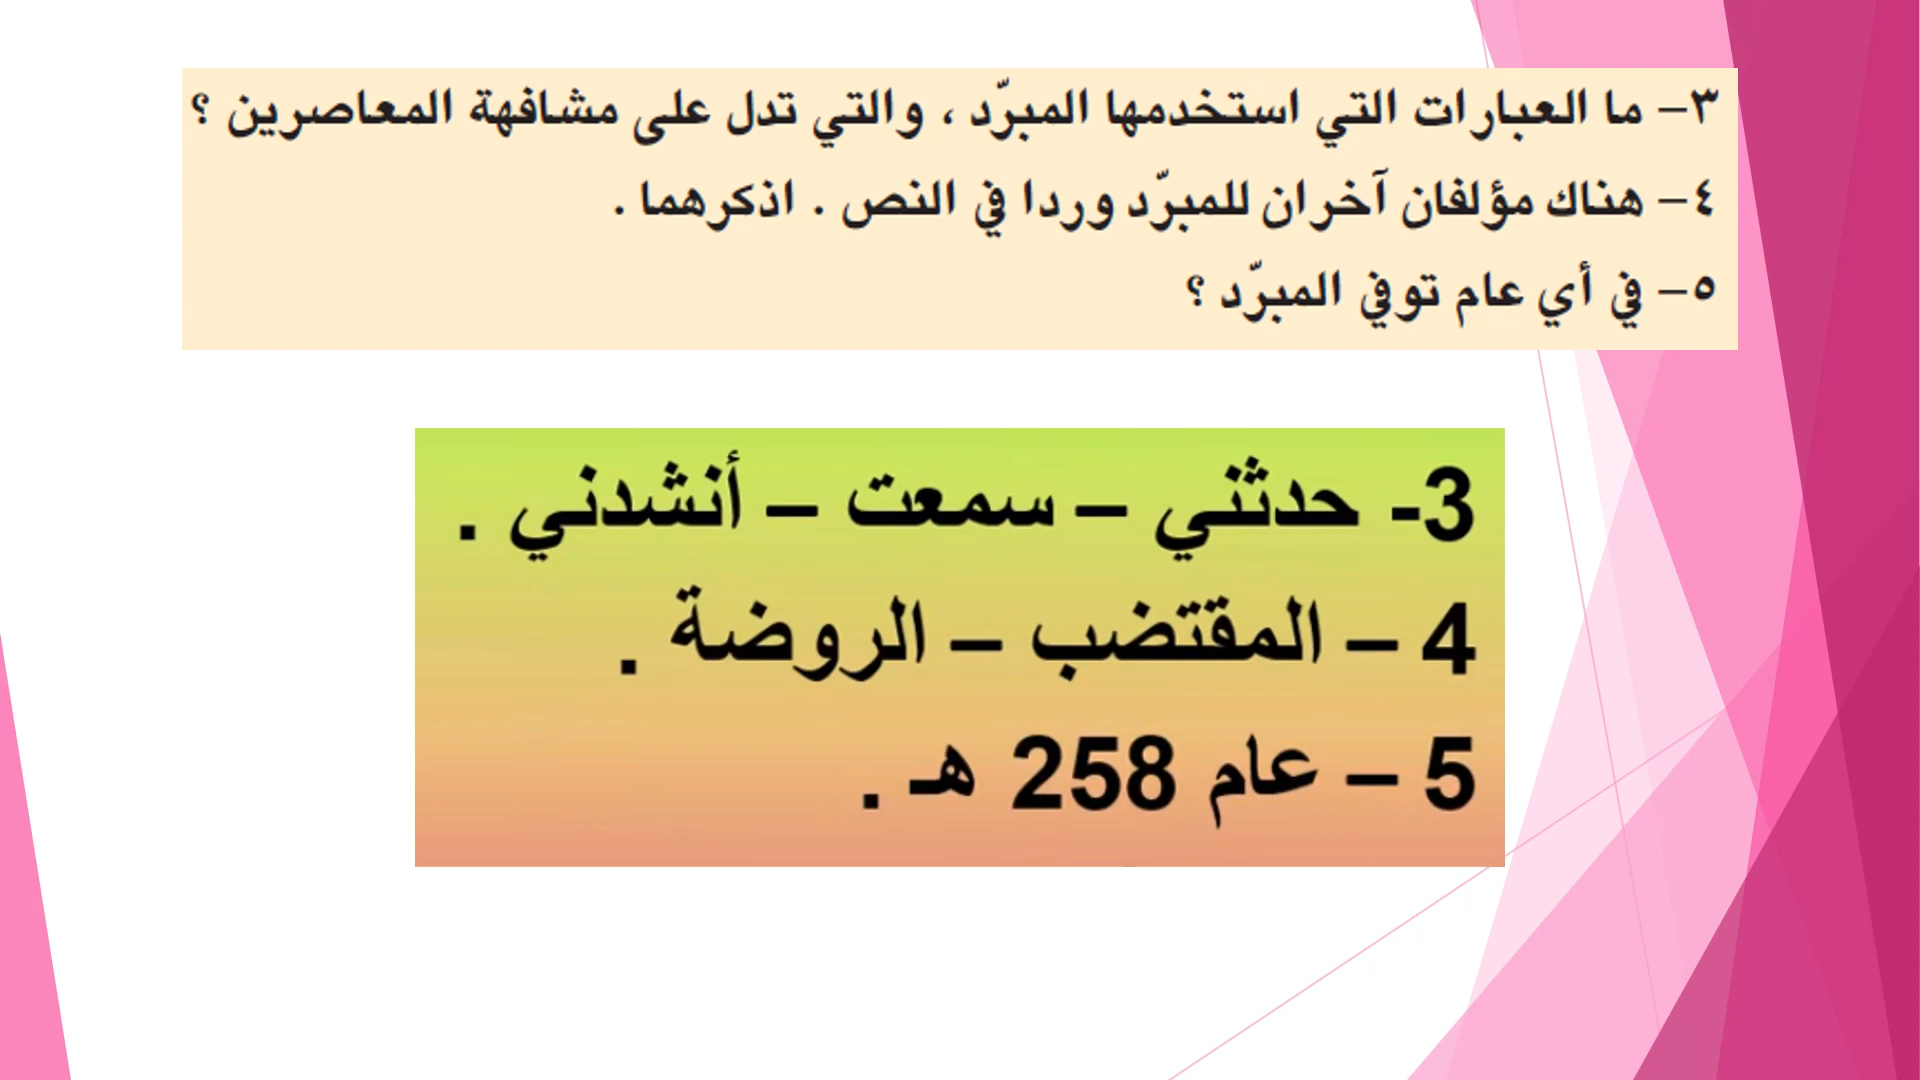 ٣– ما العبارات التي استخدمها المبرّد ، والتي تدل على مشافهة المعاصرين ؟
٤– هناك مؤلفان آخران للمبرّد وردا في النص . اذكرهما .
٥– في أي عام توفي المبرّد ؟
3- حدثني – سمعت – أنشدني .
4 – المقتضب – الروضة .
5 – عام 258 هـ .